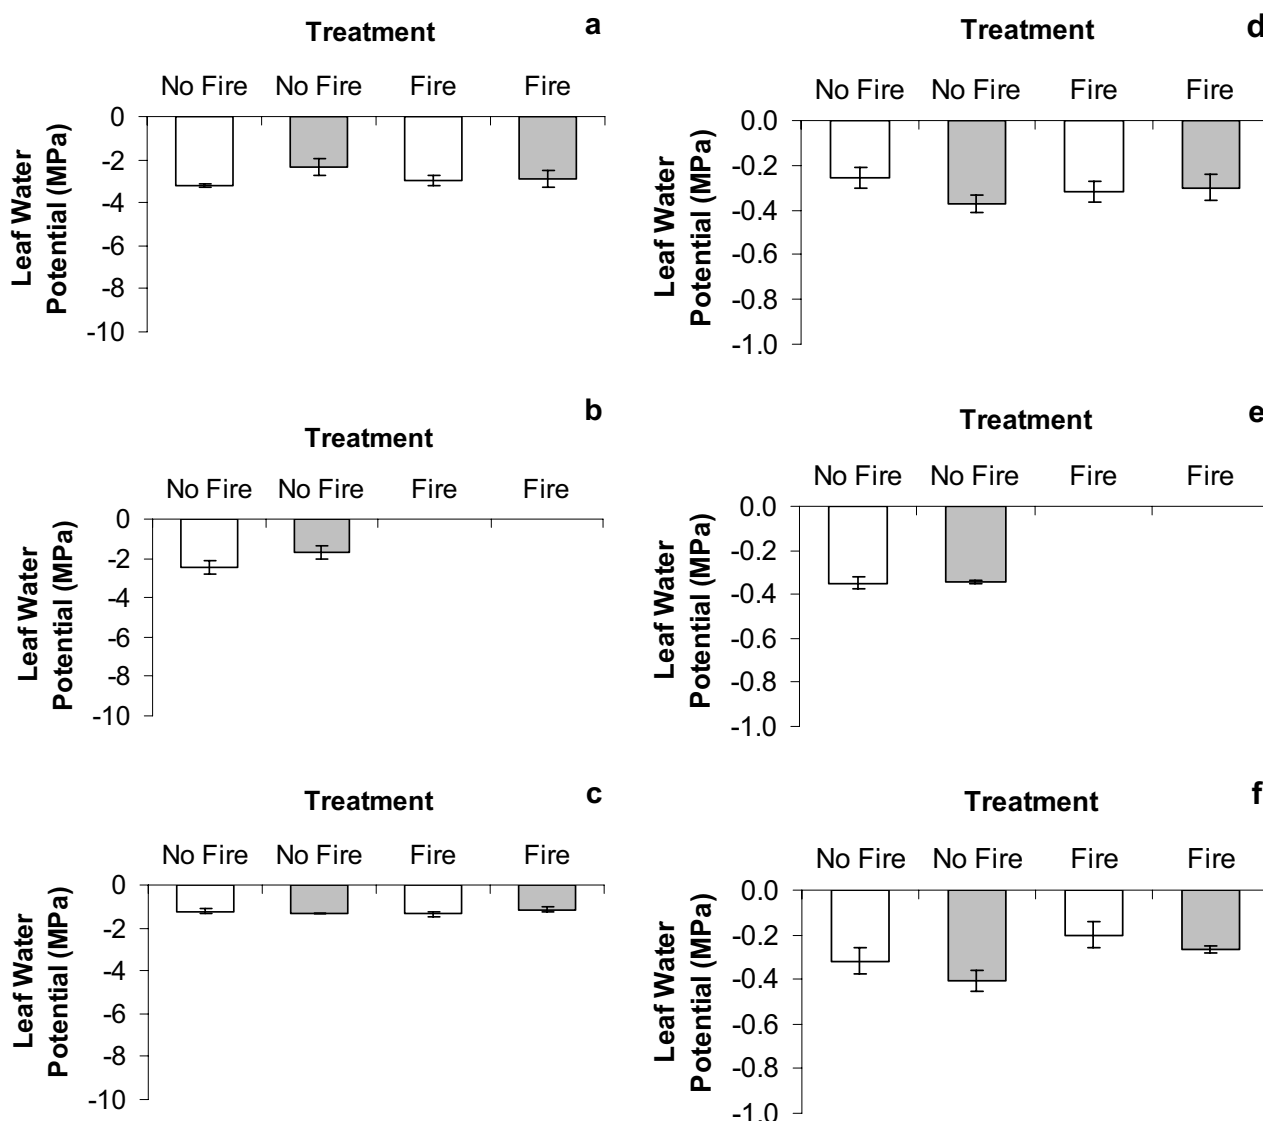 a
Treatment
No Fire No Fire Fire Fire
Leaf Water
Potential (MPa)
0
-2
-4
-6
-8
-10
d
Treatment
No Fire No Fire Fire Fire
Leaf Water
Potential (MPa)
0.0
-0.2
-0.4
-0.6
-0.8
-1.0
b
Treatment
No Fire No Fire Fire Fire
Leaf Water
Potential (MPa)
0
-2
-4
-6
-8
-10
e
Treatment
No Fire No Fire Fire Fire
Leaf Water
Potential (MPa)
0.0
-0.2
-0.4
-0.6
-0.8
-1.0
c
Treatment
No Fire No Fire Fire Fire
Leaf Water
Potential (MPa)
0
-2
-4
-6
-8
-10
f
Treatment
No Fire No Fire Fire Fire
Leaf Water
Potential (MPa)
0.0
-0.2
-0.4
-0.6
-0.8
-1.0